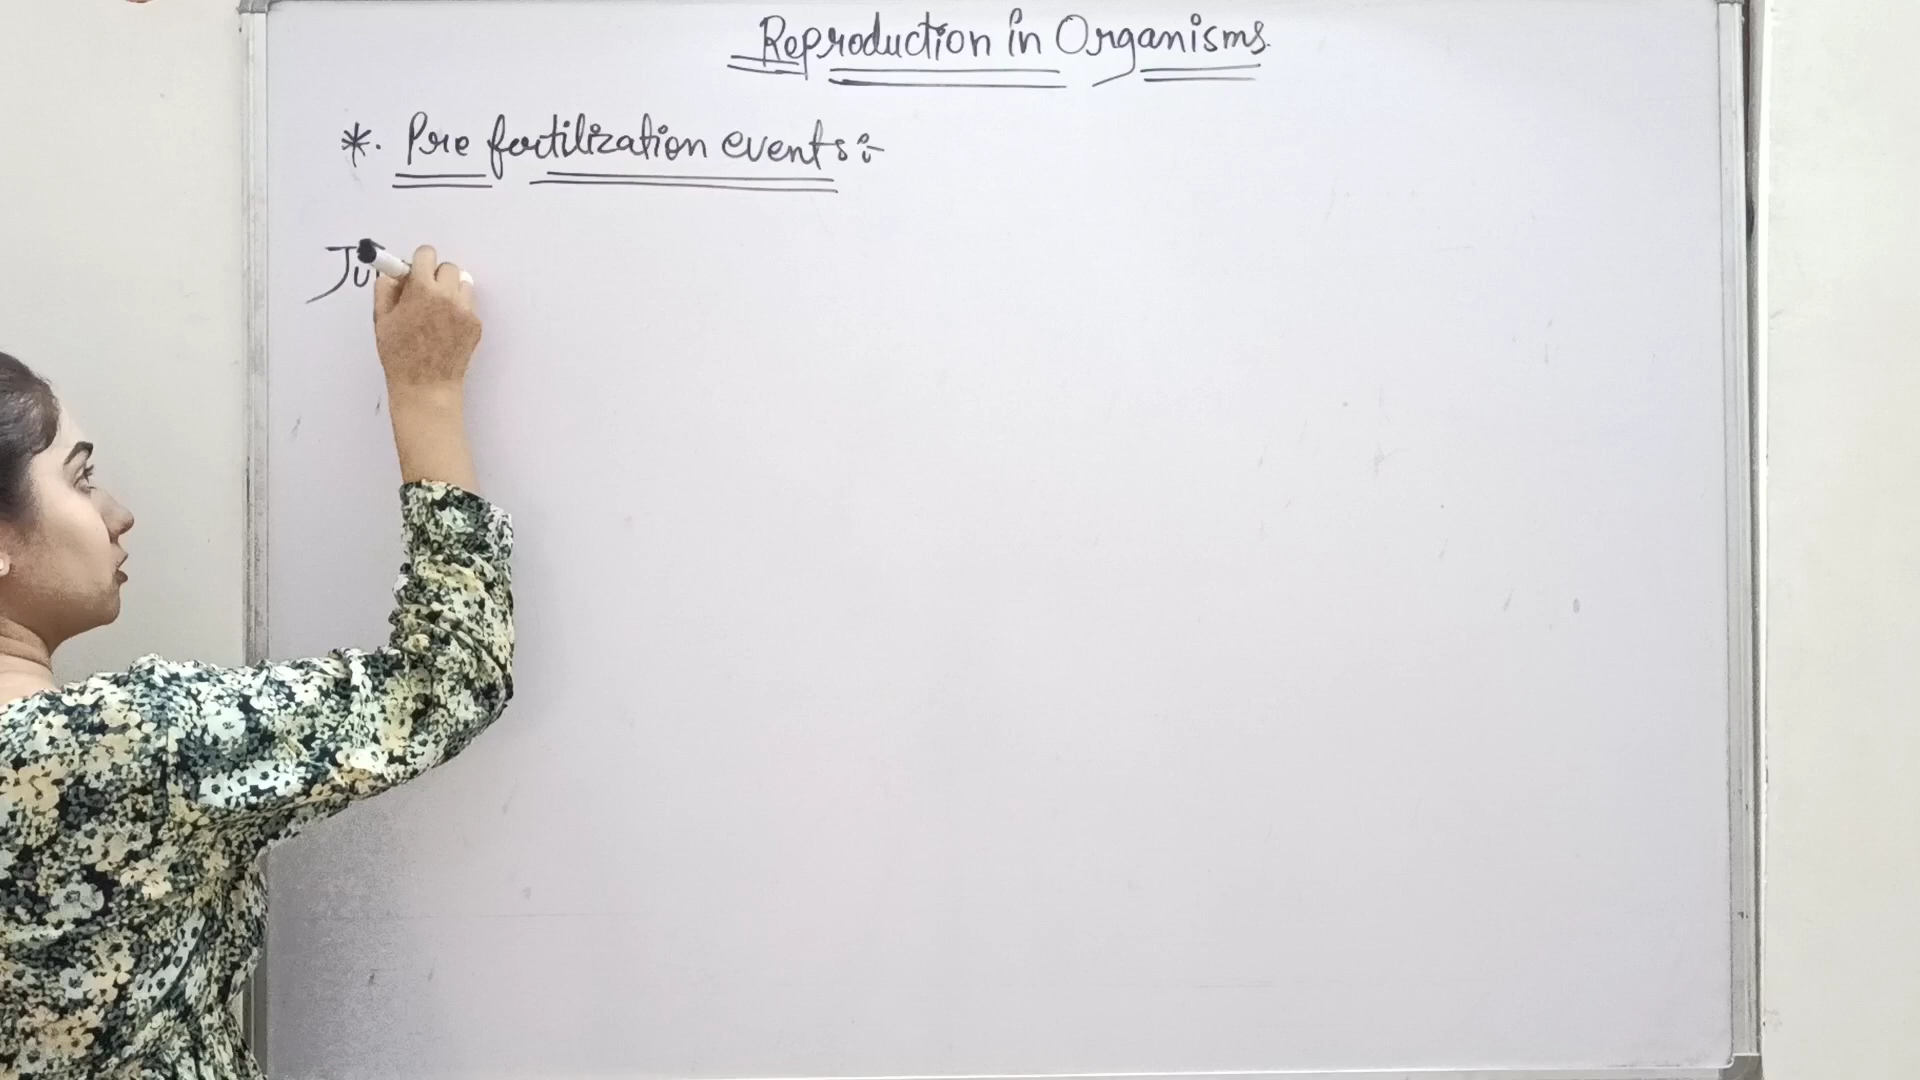 Reproduction in Organisms.
*. Pre fertilization events :-
Ju